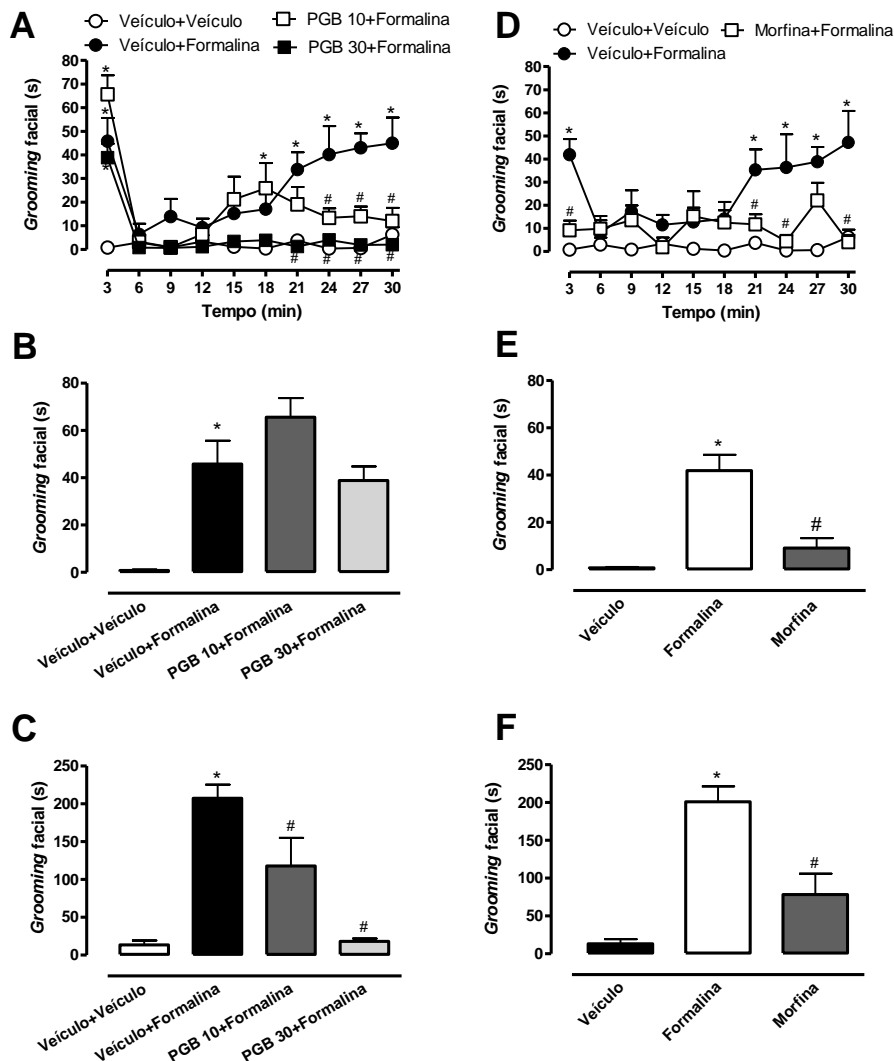 A
Veículo+Veículo
Veículo+Formalina
PGB 10+Formalina
PGB 30+Formalina
Grooming facial (s)
80
70
60
50
40
30
20
10
0
* * * * * * * *
# # # 
# # # #
3 6 9 12 15 18 21 24 27 30
Tempo (min)
D
Veículo+Veículo
Veículo+Formalina
Morfina+Formalina
Grooming facial (s)
80
70
60
50
40
30
20
10
0
* * * * *
# # # #
3 6 9 12 15 18 21 24 27 30
Tempo (min)
B
Grooming facial (s)
80
60
40
20
0
*
Veículo+Veículo
Veículo+Formalina
PGB 10+Formalina
PGB 30+Formalina
E
Grooming facial (s)
80
60
40
20
0
*
#
Veículo
Formalina
Morfina
C
Grooming facial (s)
250
200
150
100
50
0
*
#
#
Veículo+Veículo
Veículo+Formalina
PGB 10+Formalina
PGB 30+Formalina
F
Grooming facial (s)
250
200
150
100
50
0
*
#
Veículo
Formalina
Morfina